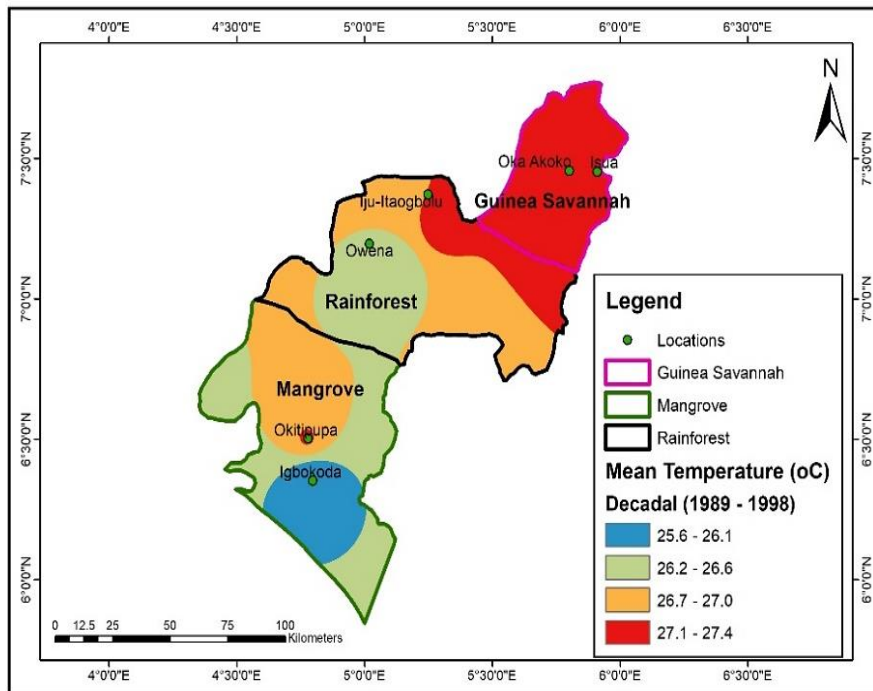 4°0'0"E 4°30'0"E 5°0'0"E 5°30'0"E 6°0'0"E 6°30'0"E
N
7°30'0"N 7°30'0"N
Oka Akoko Isua
Iju-Itaogbolu Guinea Savannah
Owena
7°0'0"N Rainforest 7°0'0"N
Mangrove
Okitipupa
6°30'0"N 6°30'0"N
Igbokoda
6°0'0"N 6°0'0"N
Legend
Locations
Guinea Savannah
Mangrove
Rainforest
Mean Temperature (oC)
Decadal (1989 - 1998)
25.6 - 26.1
26.2 - 26.6
26.7 - 27.0
27.1 - 27.4
0 12.5 25 50 75 100
Kilometers
4°0'0"E 4°30'0"E 5°0'0"E 5°30'0"E 6°0'0"E 6°30'0"E